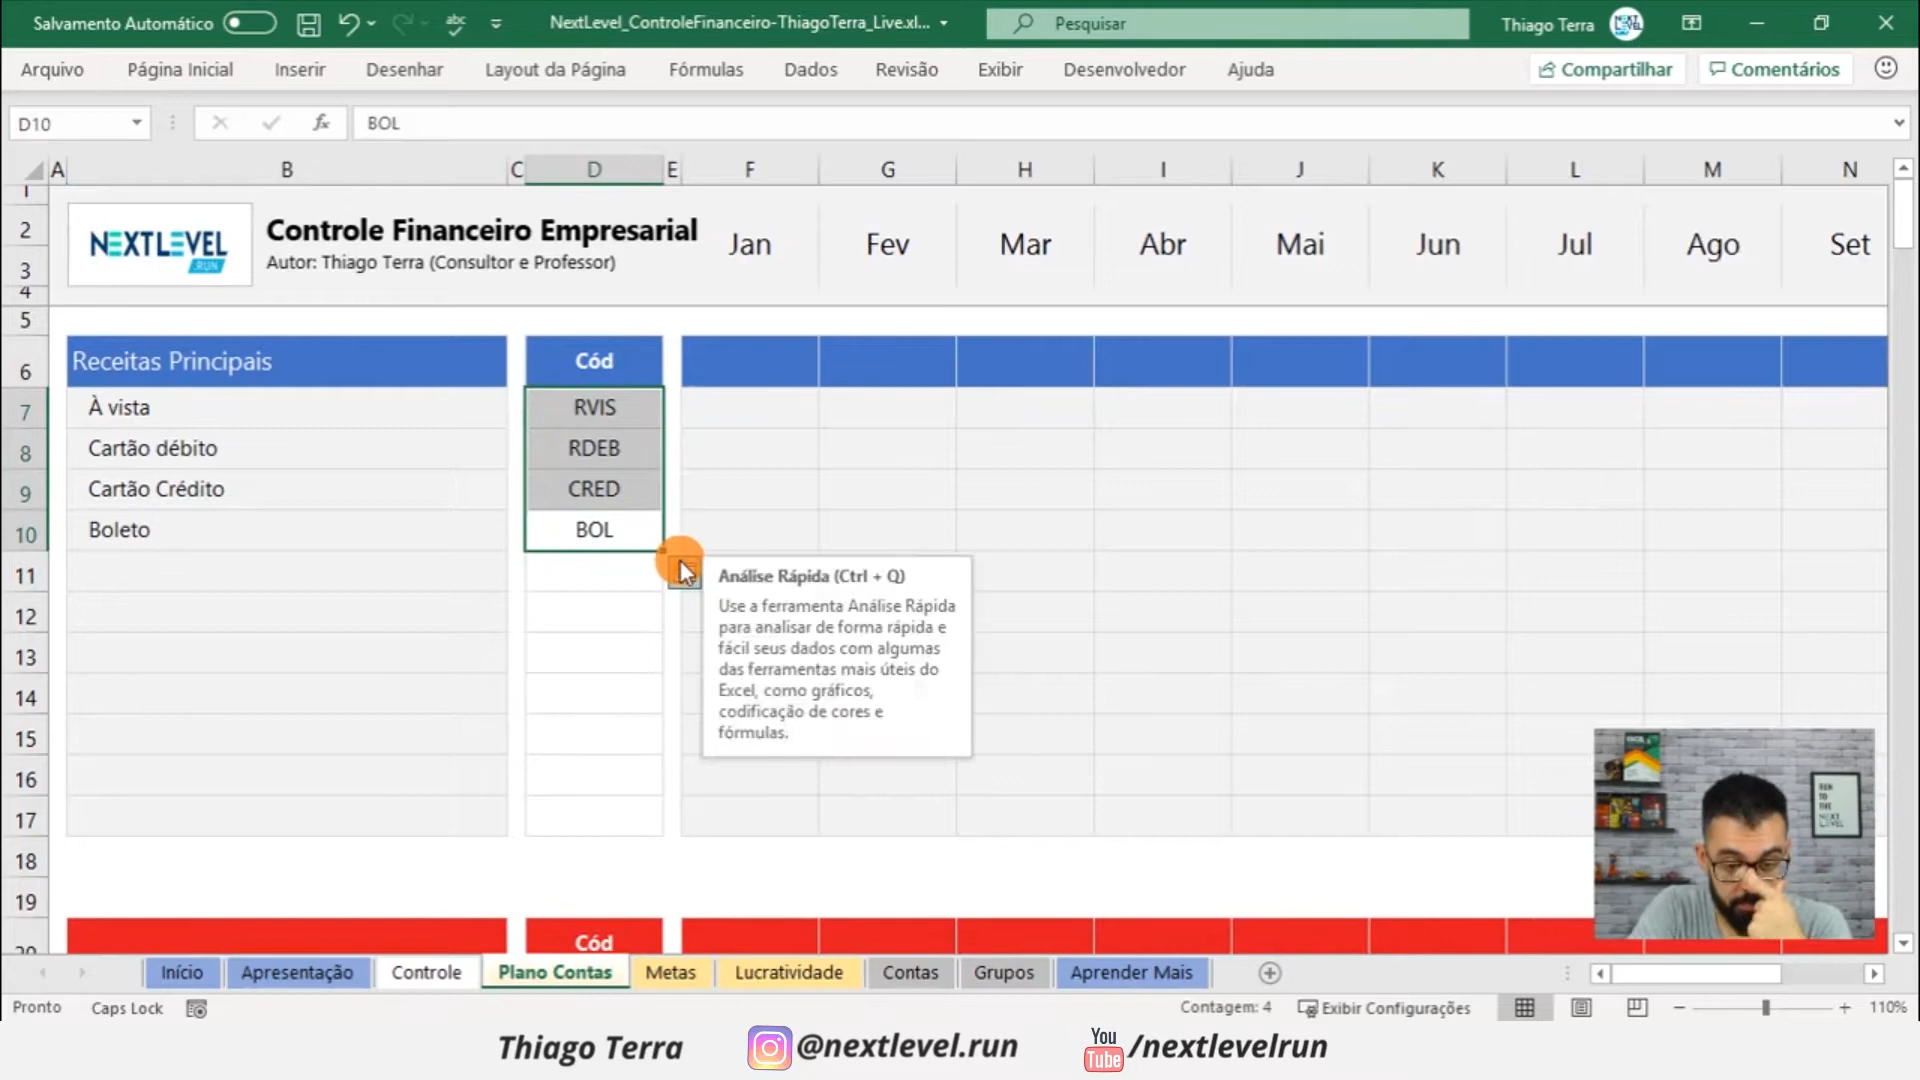 Salvamento Automático
NextLevel_ControleFinanceiro-ThiagoTerra_Live.xl...
Pesquisar
Thiago Terra
Arquivo
Página Inicial
Inserir
Desenhar
Layout da Página
Fórmulas
Dados
Revisão
Exibir
Desenvolvedor
Ajuda
Compartilhar
Comentários
D10
fx
BOL
A B C D E F G H I J K L M N
1
2
3
4
NEXTLEVEL
.RUN
Controle Financeiro Empresarial
Autor: Thiago Terra (Consultor e Professor)
Jan Fev Mar Abr Mai Jun Jul Ago Set
5
6 Receitas Principais Cód
7 À vista RVIS
8 Cartão débito RDEB
9 Cartão Crédito CRED
10 Boleto BOL
11
12
13
14
15
16
17
18
19
20 Cód
Análise Rápida (Ctrl + Q)
Use a ferramenta Análise Rápida
para analisar de forma rápida e
fácil seus dados com algumas
das ferramentas mais úteis do
Excel, como gráficos,
codificação de cores e
fórmulas.
RUN
TO
THE
NEXT
LEVEL
Início
Apresentação
Controle
Plano Contas
Metas
Lucratividade
Contas
Grupos
Aprender Mais
Pronto
Caps Lock
Contagem: 4
Exibir Configurações
110%
Thiago Terra
@nextlevel.run
You
Tube
/nextlevelrun